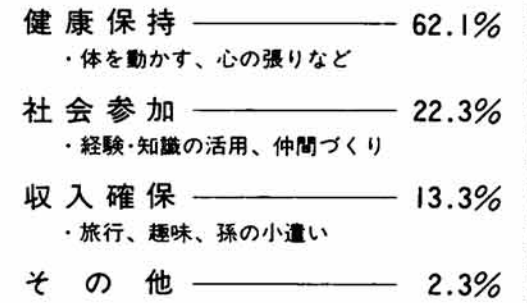 健康保持 ―――― 62.1%
・体を動かす、心の張りなど
社会参加 ―――― 22.3%
・経験・知識の活用、仲間づくり
収入確保 ―――― 13.3%
・旅行、趣味、孫の小遣い
その他 ―――― 2.3%